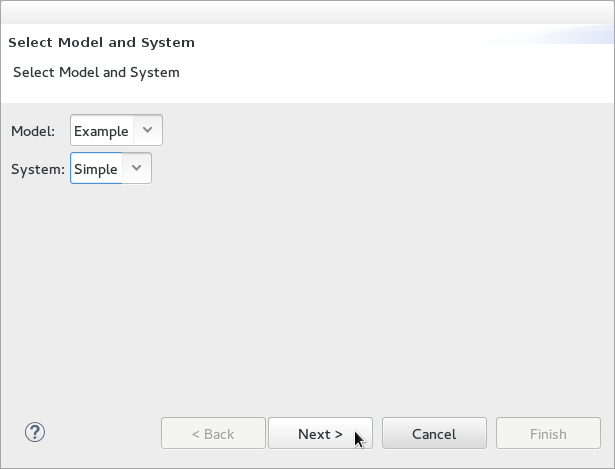 Select Model and System
Select Model and System
Model: Example
System: Simple
? < Back Next > Cancel Finish